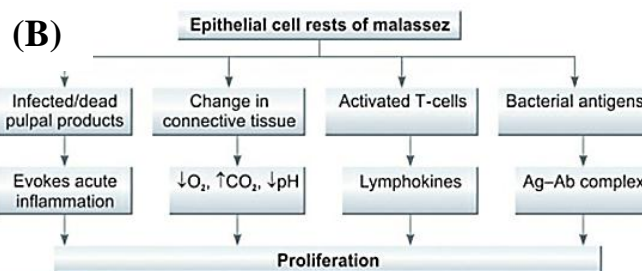 (B)
Epithelial cell rests of malassez
Infected/dead
pulpal products
Change in
connective tissue
Activated T-cells
Bacterial antigens
Evokes acute
inflammation
↓O₂, ↑CO₂, ↓pH
Lymphokines
Ag–Ab complex
Proliferation